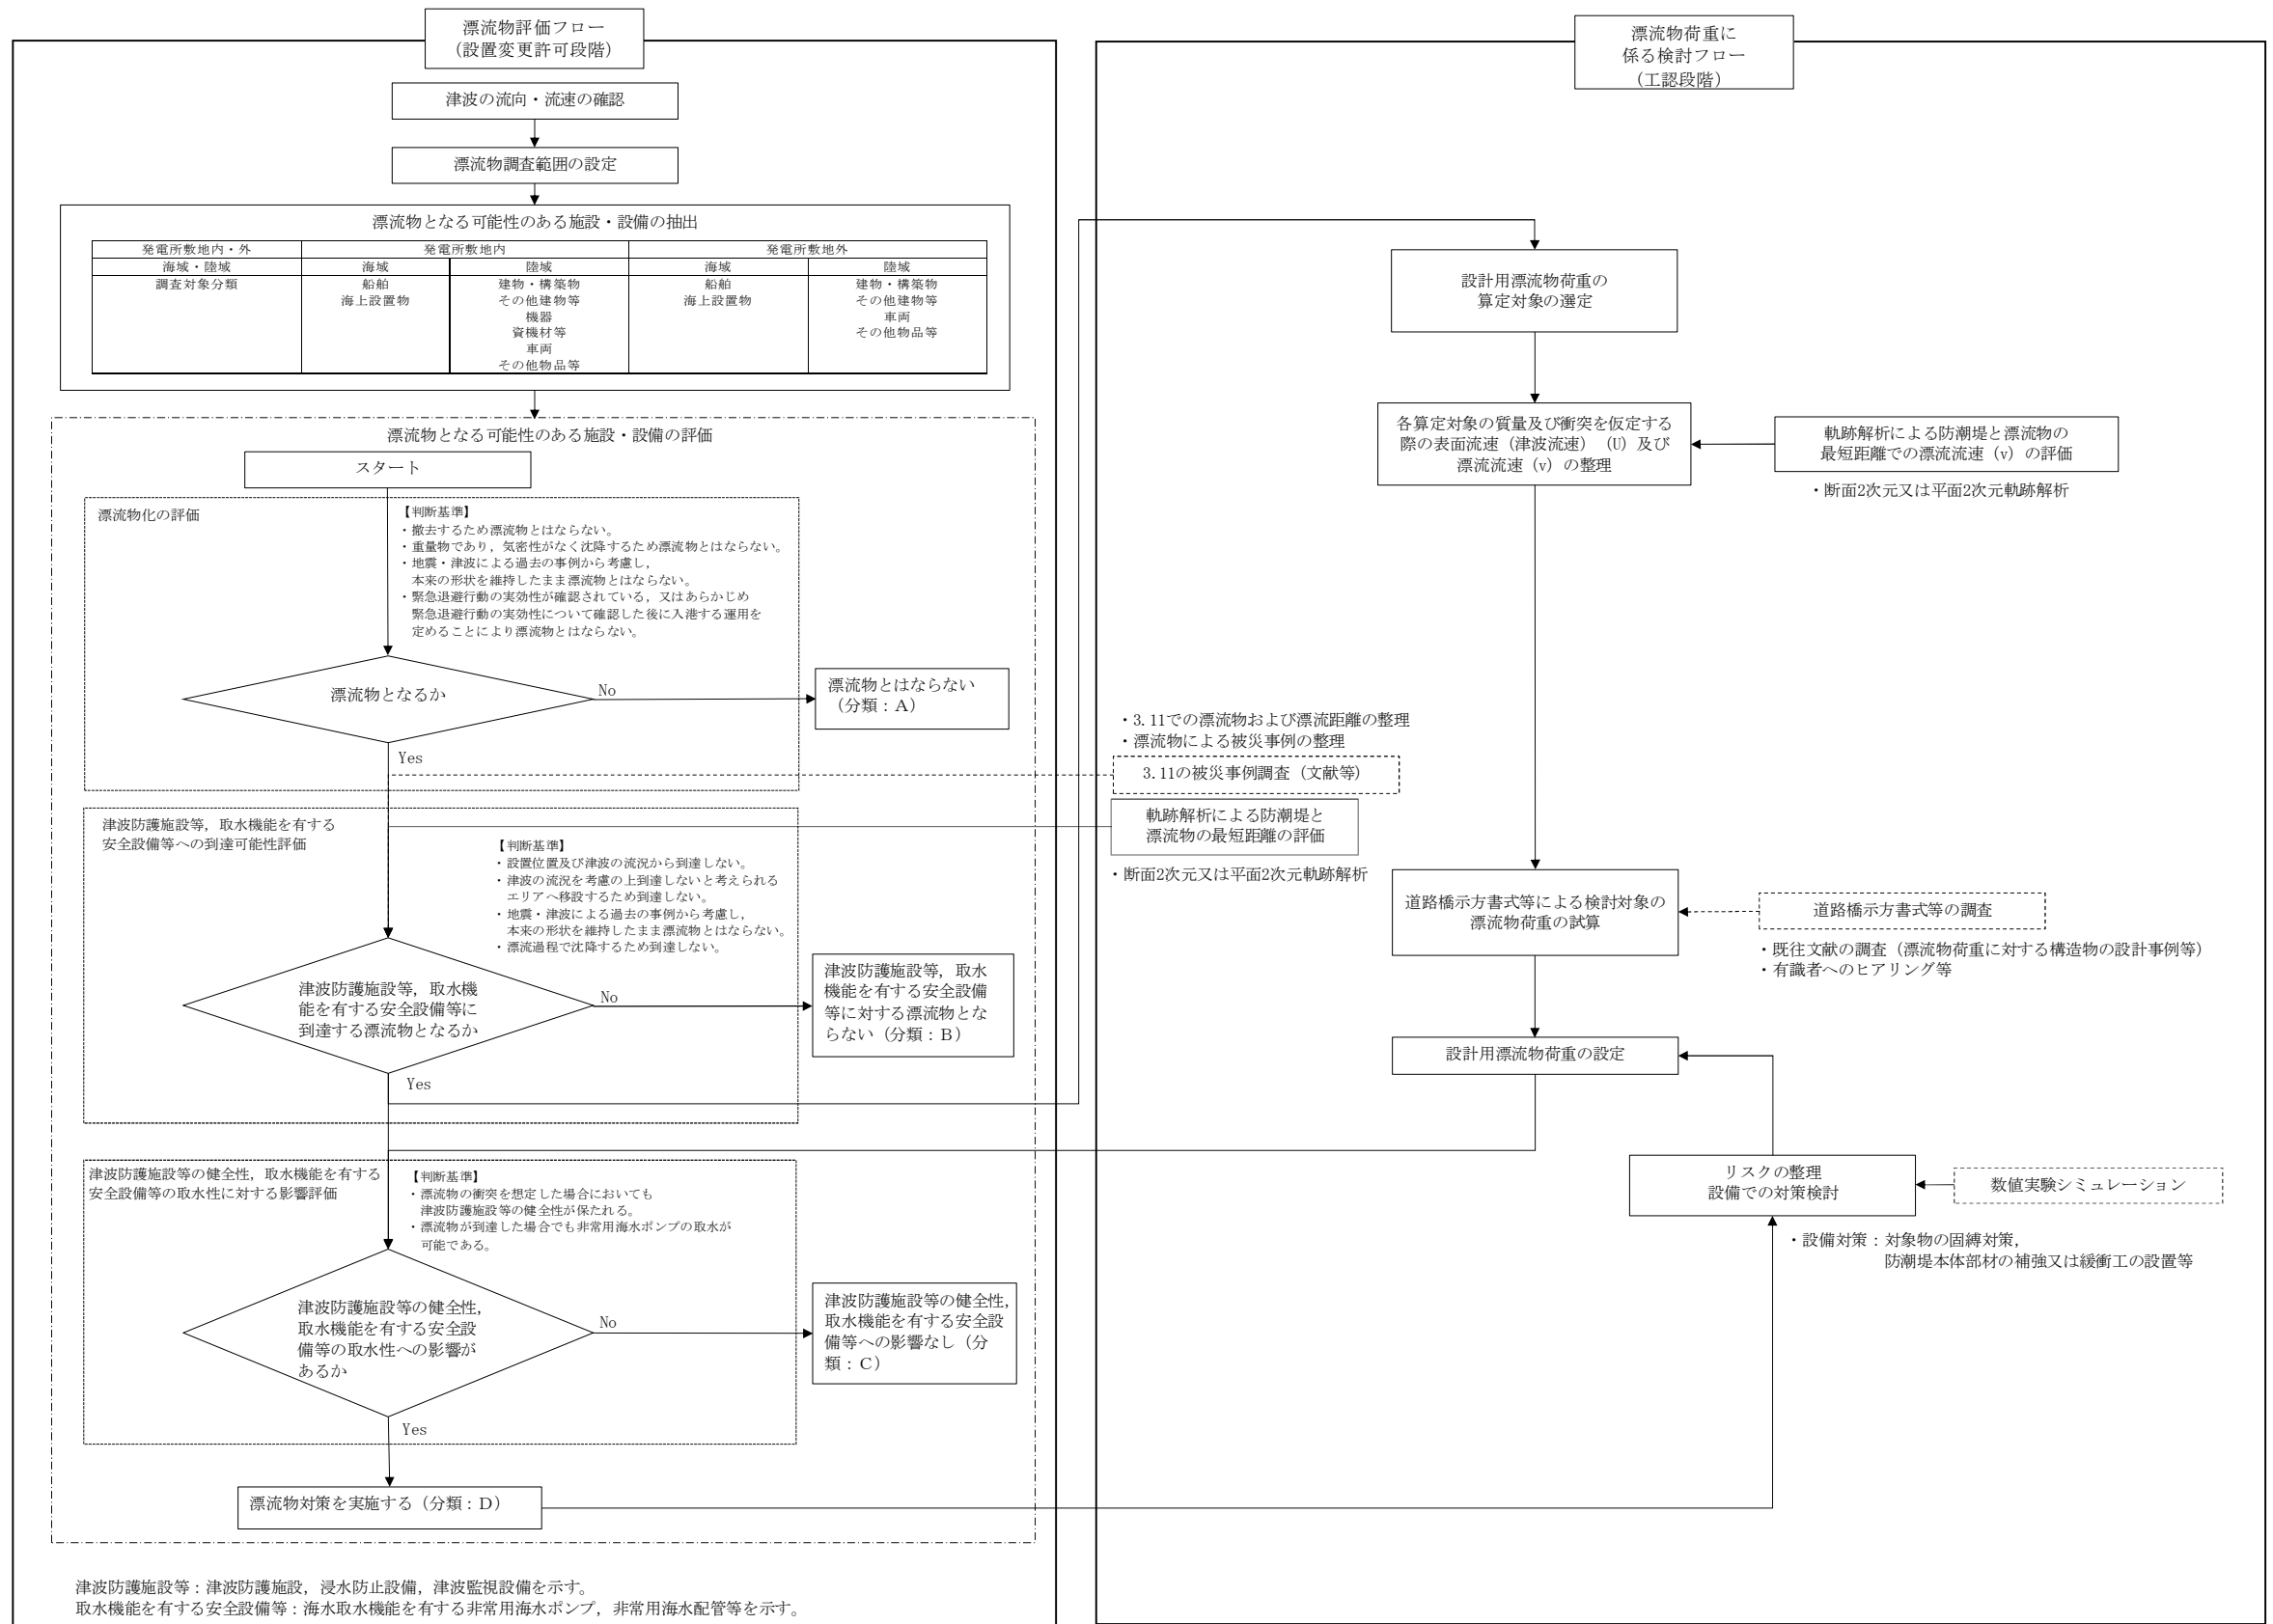 漂流物評価フロー
（設置変更許可段階）
津波の流向・流速の確認
漂流物調査範囲の設定
漂流物となる可能性のある施設・設備の抽出
発電所敷地内・外 発電所敷地内 発電所敷地外
海域・陸域 海域 陸域 海域 陸域
調査対象分類 船舶 建物・構築物 船舶 建物・構築物
海上設置物 その他建物等 海上設置物 その他建物等
機器 車両
資機材等 その他物品等
車両
その他物品等
漂流物となる可能性のある施設・設備の評価
スタート
漂流物化の評価
【判断基準】
・撤去するため漂流物とはならない。
・重量物であり，気密性がなく沈降するため漂流物とはならない。
・地震・津波による過去の事例から考慮し，
本来の形状を維持したまま漂流物とはならない。
・緊急退避行動の実効性が確認されている，又はあらかじめ
緊急退避行動の実効性について確認した後に入港する運用を
定めることにより漂流物とはならない。
漂流物となるか
No
漂流物とはならない
（分類：Ａ）
Yes
津波防護施設等，取水機能を有する
安全設備等への到達可能性評価
【判断基準】
・設置位置及び津波の流況から到達しない。
・津波の流況を考慮の上到達しないと考えられる
エリアへ移設するため到達しない。
・地震・津波による過去の事例から考慮し，
本来の形状を維持したまま漂流物とはならない。
・漂流過程で沈降するため到達しない。
津波防護施設等，取水機
能を有する安全設備等に
到達する漂流物となるか
No
津波防護施設等，取水
機能を有する安全設備
等に対する漂流物とな
らない（分類：Ｂ）
Yes
津波防護施設等の健全性，取水機能を有する
安全設備等の取水性に対する影響評価
【判断基準】
・漂流物の衝突を想定した場合においても
津波防護施設等の健全性が保たれる。
・漂流物が到達した場合でも非常用海水ポンプの取水が
可能である。
津波防護施設等の健全性，
取水機能を有する安全設
備等の取水性への影響が
あるか
No
津波防護施設等の健全性，
取水機能を有する安全設
備等への影響なし（分
類：Ｃ）
Yes
漂流物対策を実施する（分類：Ｄ）
津波防護施設等：津波防護施設，浸水防止設備，津波監視設備を示す。
取水機能を有する安全設備等：海水取水機能を有する非常用海水ポンプ，非常用海水配管等を示す。
漂流物荷重に
係る検討フロー
（工認段階）
設計用漂流物荷重の
算定対象の選定
各算定対象の質量及び衝突を仮定する
際の表面流速（津波流速）（U）及び
漂流流速（v）の整理
軌跡解析による防潮堤と漂流物の
最短距離での漂流流速（v）の評価
・断面2次元又は平面2次元軌跡解析
・3.11での漂流物および漂流距離の整理
・漂流物による被災事例の整理
3.11の被災事例調査（文献等）
軌跡解析による防潮堤と
漂流物の最短距離の評価
・断面2次元又は平面2次元軌跡解析
道路橋示方書式等による検討対象の
漂流物荷重の試算
道路橋示方書式等の調査
・既往文献の調査（漂流物荷重に対する構造物の設計事例等）
・有識者へのヒアリング等
設計用漂流物荷重の設定
リスクの整理
設備での対策検討
数値実験シミュレーション
・設備対策：対象物の固縛対策，
防潮堤本体部材の補強又は緩衝工の設置等